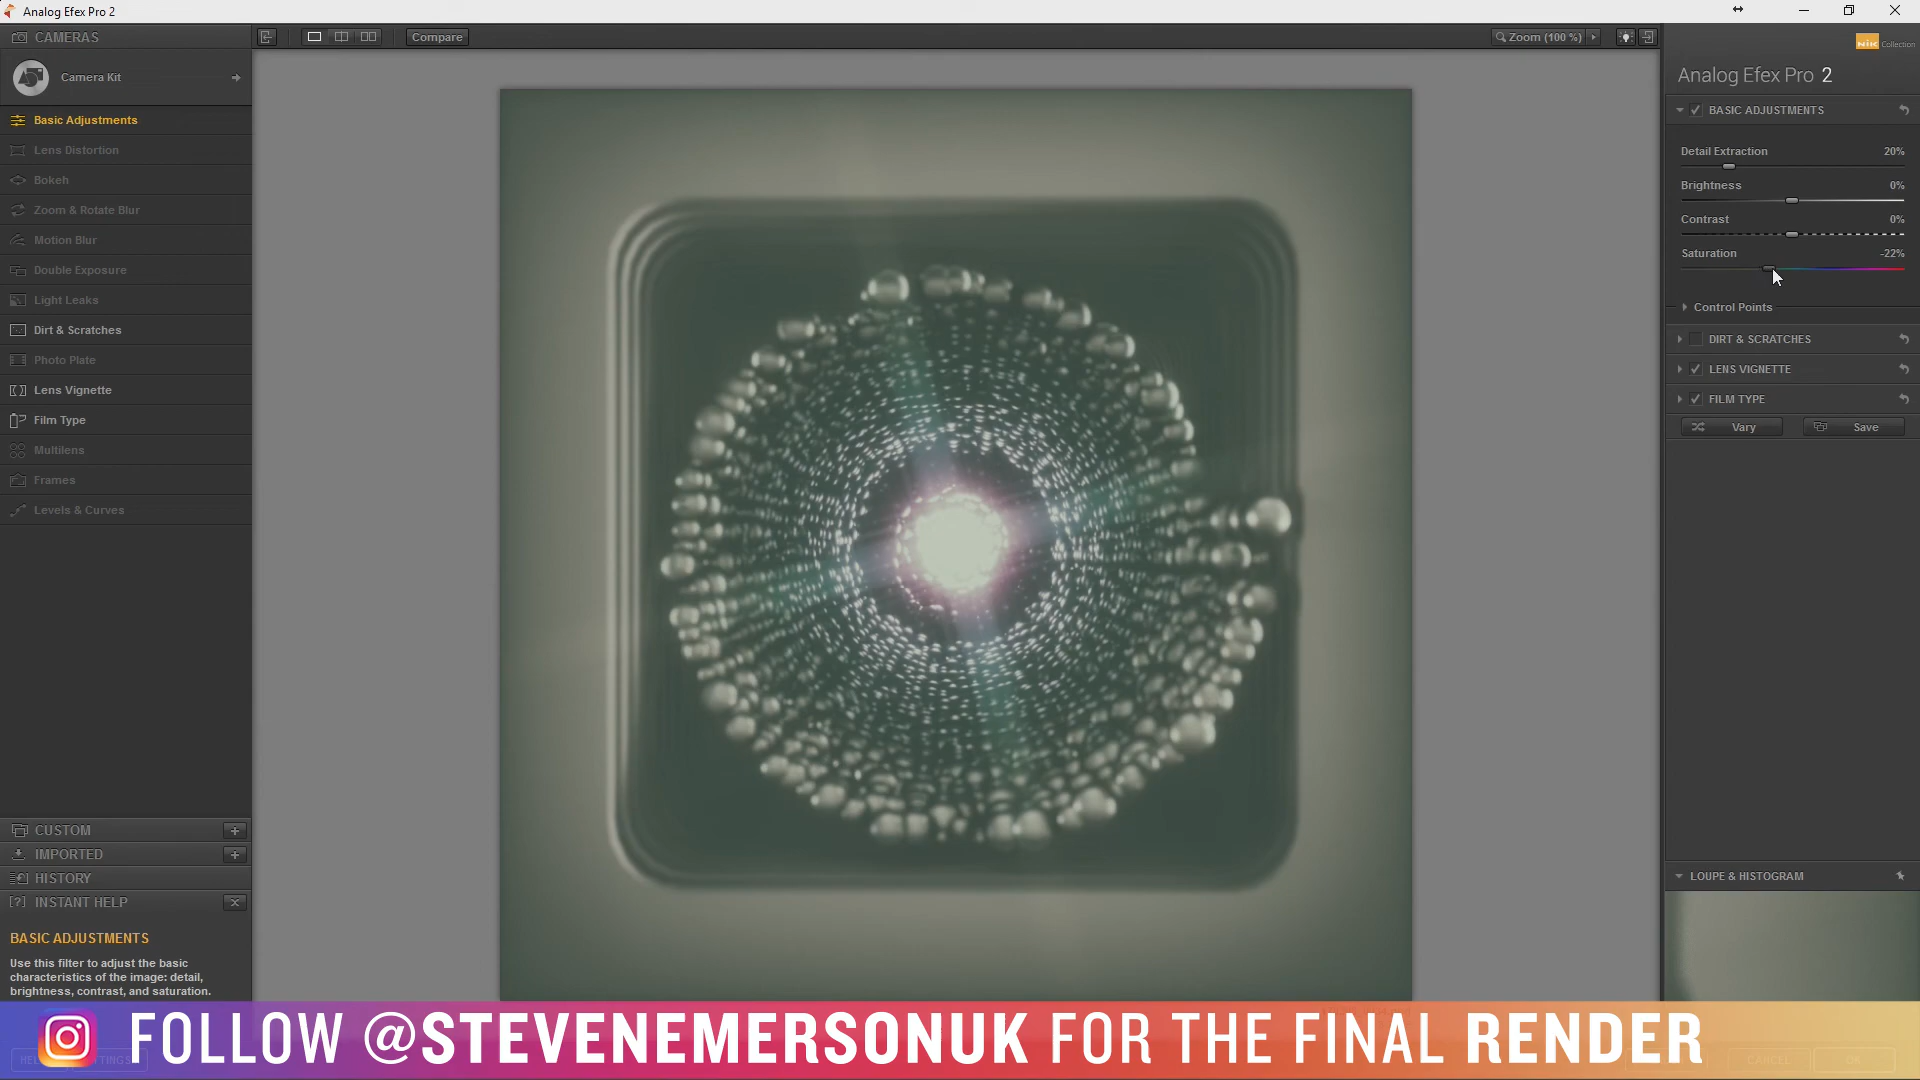 Analog Efex Pro 2
CAMERAS
Compare
Zoom (100 %)
Nik Collection
Camera Kit
Analog Efex Pro 2
Basic Adjustments
BASIC ADJUSTMENTS
Lens Distortion
Detail Extraction 20%
Bokeh
Brightness 0%
Zoom & Rotate Blur
Contrast 0%
Motion Blur
Saturation -22%
Double Exposure
Light Leaks
Control Points
Dirt & Scratches
DIRT & SCRATCHES
Photo Plate
LENS VIGNETTE
Lens Vignette
FILM TYPE
Film Type
Vary Save
Multilens
Frames
Levels & Curves
CUSTOM
IMPORTED
HISTORY
LOUPE & HISTOGRAM
[?] INSTANT HELP
BASIC ADJUSTMENTS
Use this filter to adjust the basic
characteristics of the image: detail,
brightness, contrast, and saturation.
FOLLOW @STEVENEMERSONUK FOR THE FINAL RENDER
CANCEL OK